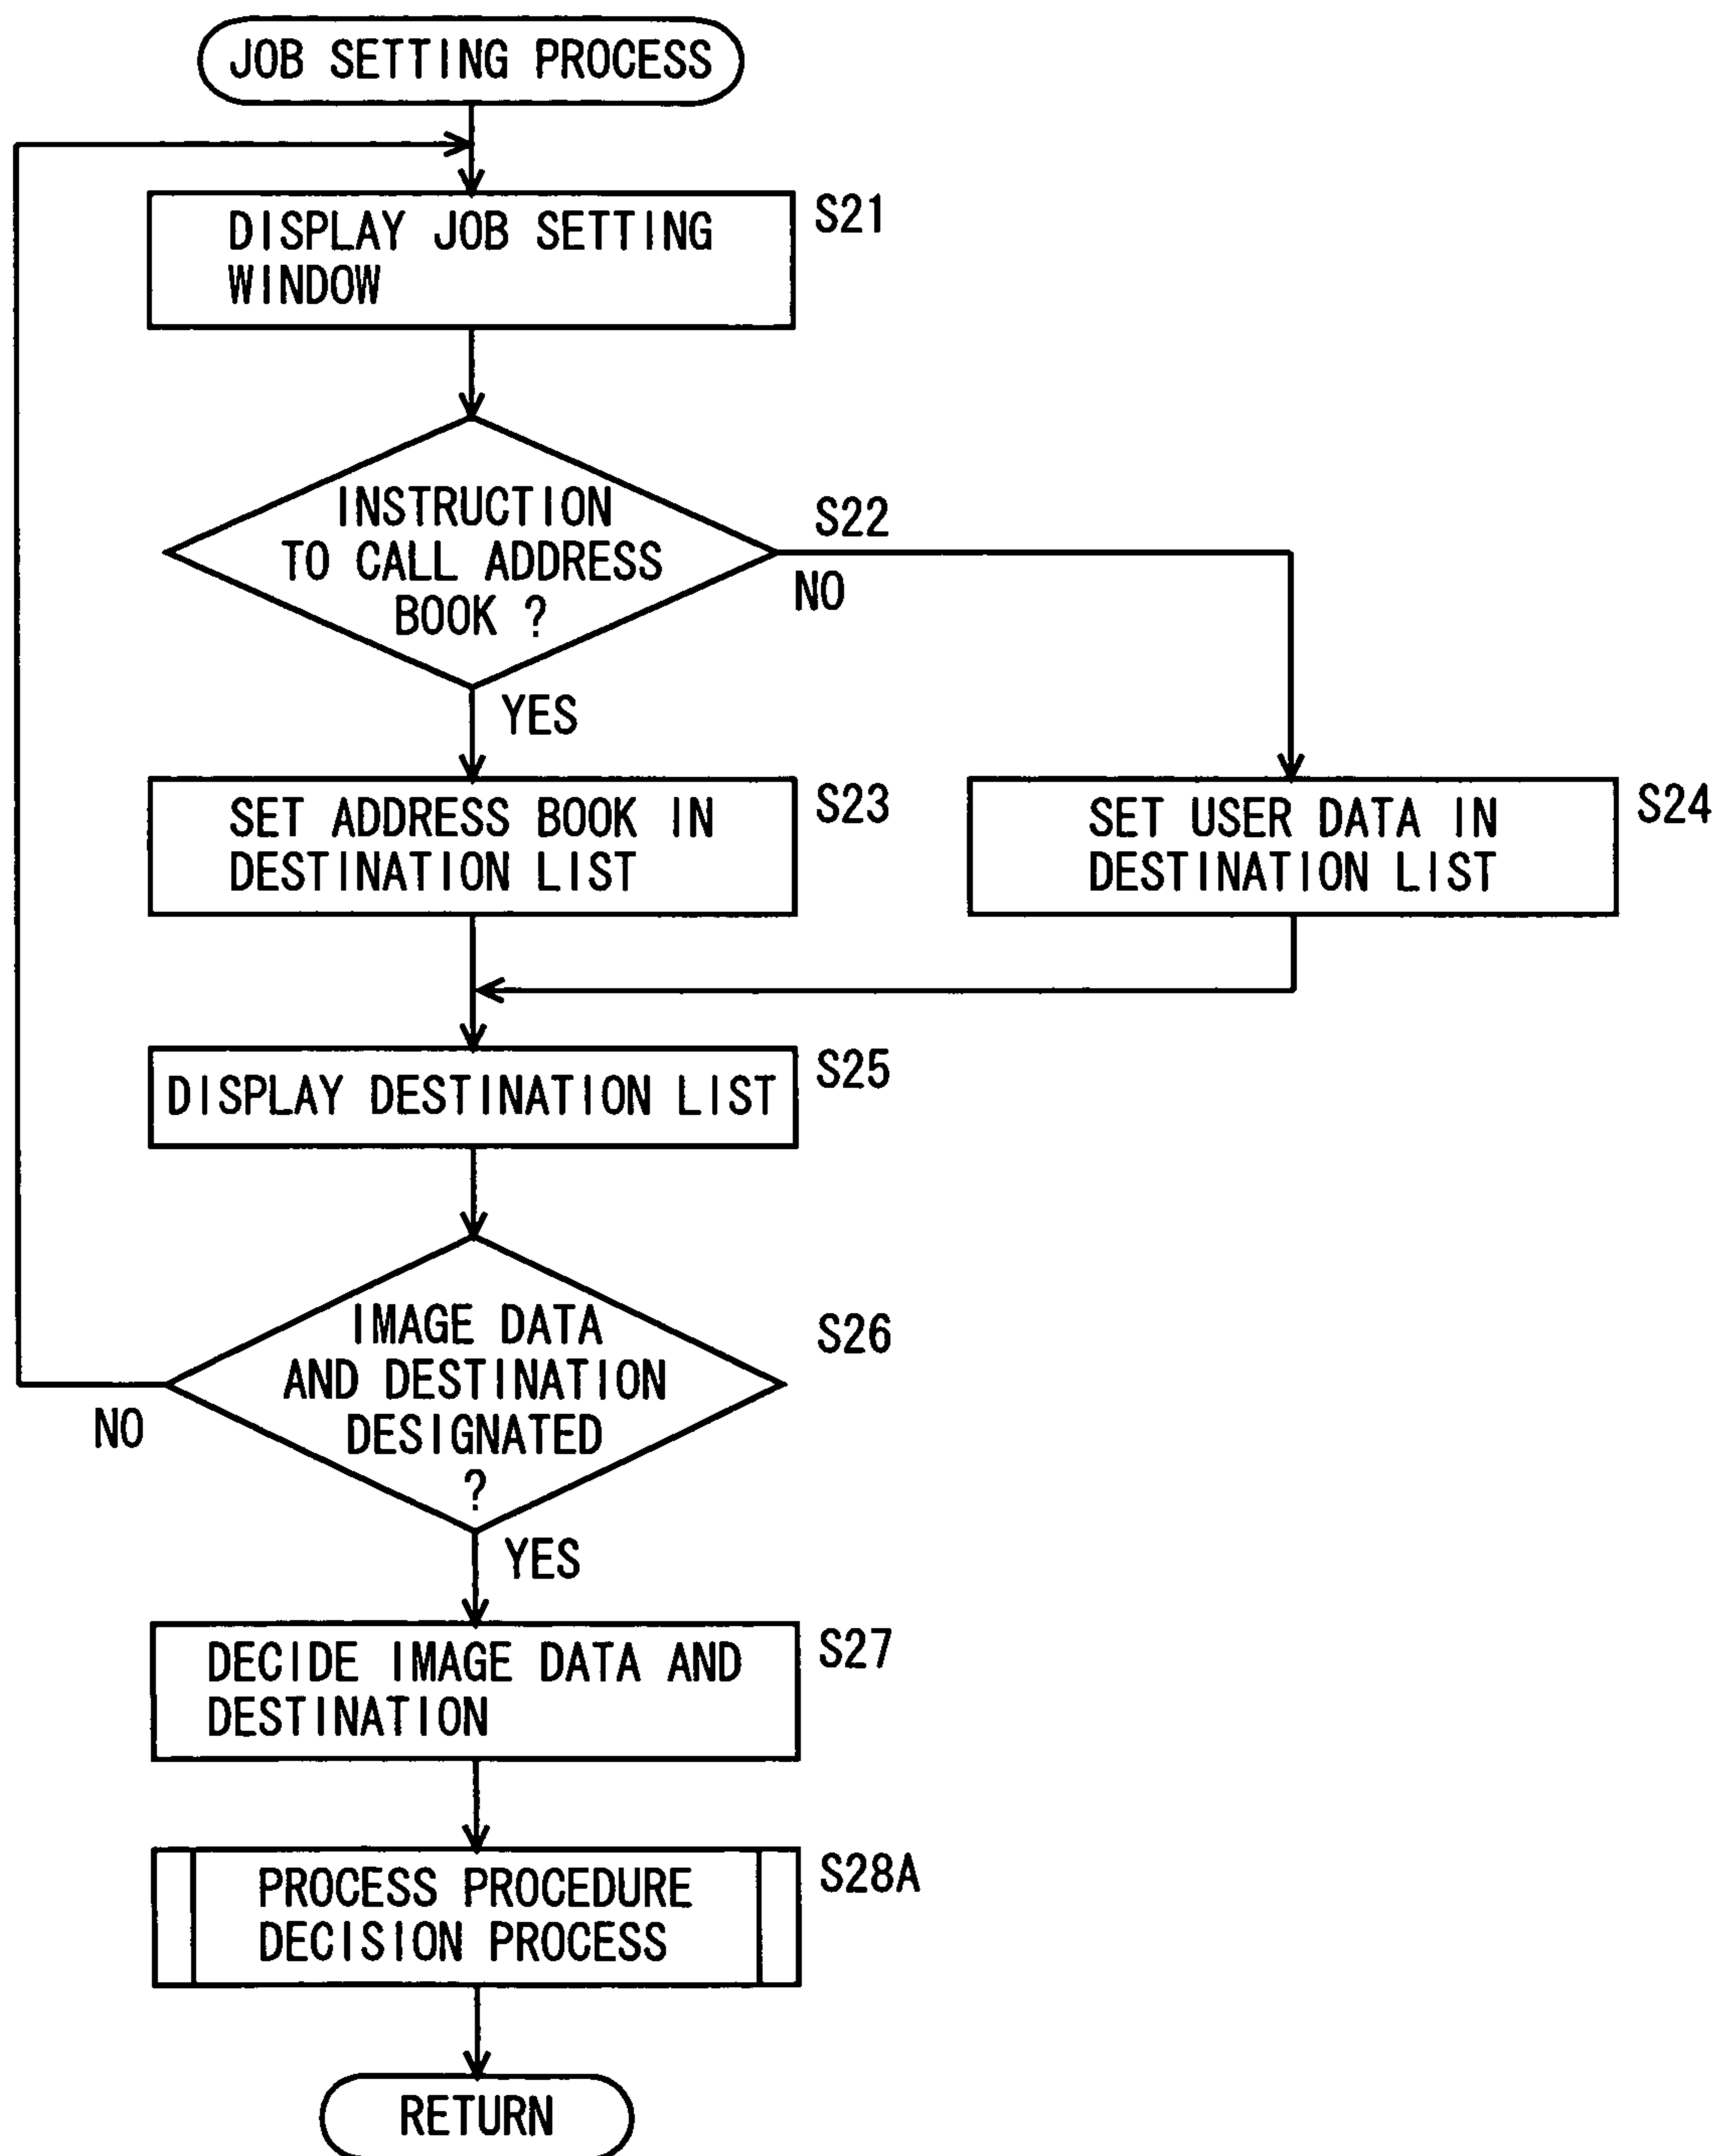 JOB SETTING PROCESS
DISPLAY JOB SETTING
WINDOW
S21
INSTRUCTION
TO CALL ADDRESS
BOOK ?
S22
NO
YES
SET ADDRESS BOOK IN
DESTINATION LIST
S23
SET USER DATA IN
DESTINATION LIST
S24
DISPLAY DESTINATION LIST
S25
IMAGE DATA
AND DESTINATION
DESIGNATED
?
S26
NO
YES
DECIDE IMAGE DATA AND
DESTINATION
S27
PROCESS PROCEDURE
DECISION PROCESS
S28A
RETURN